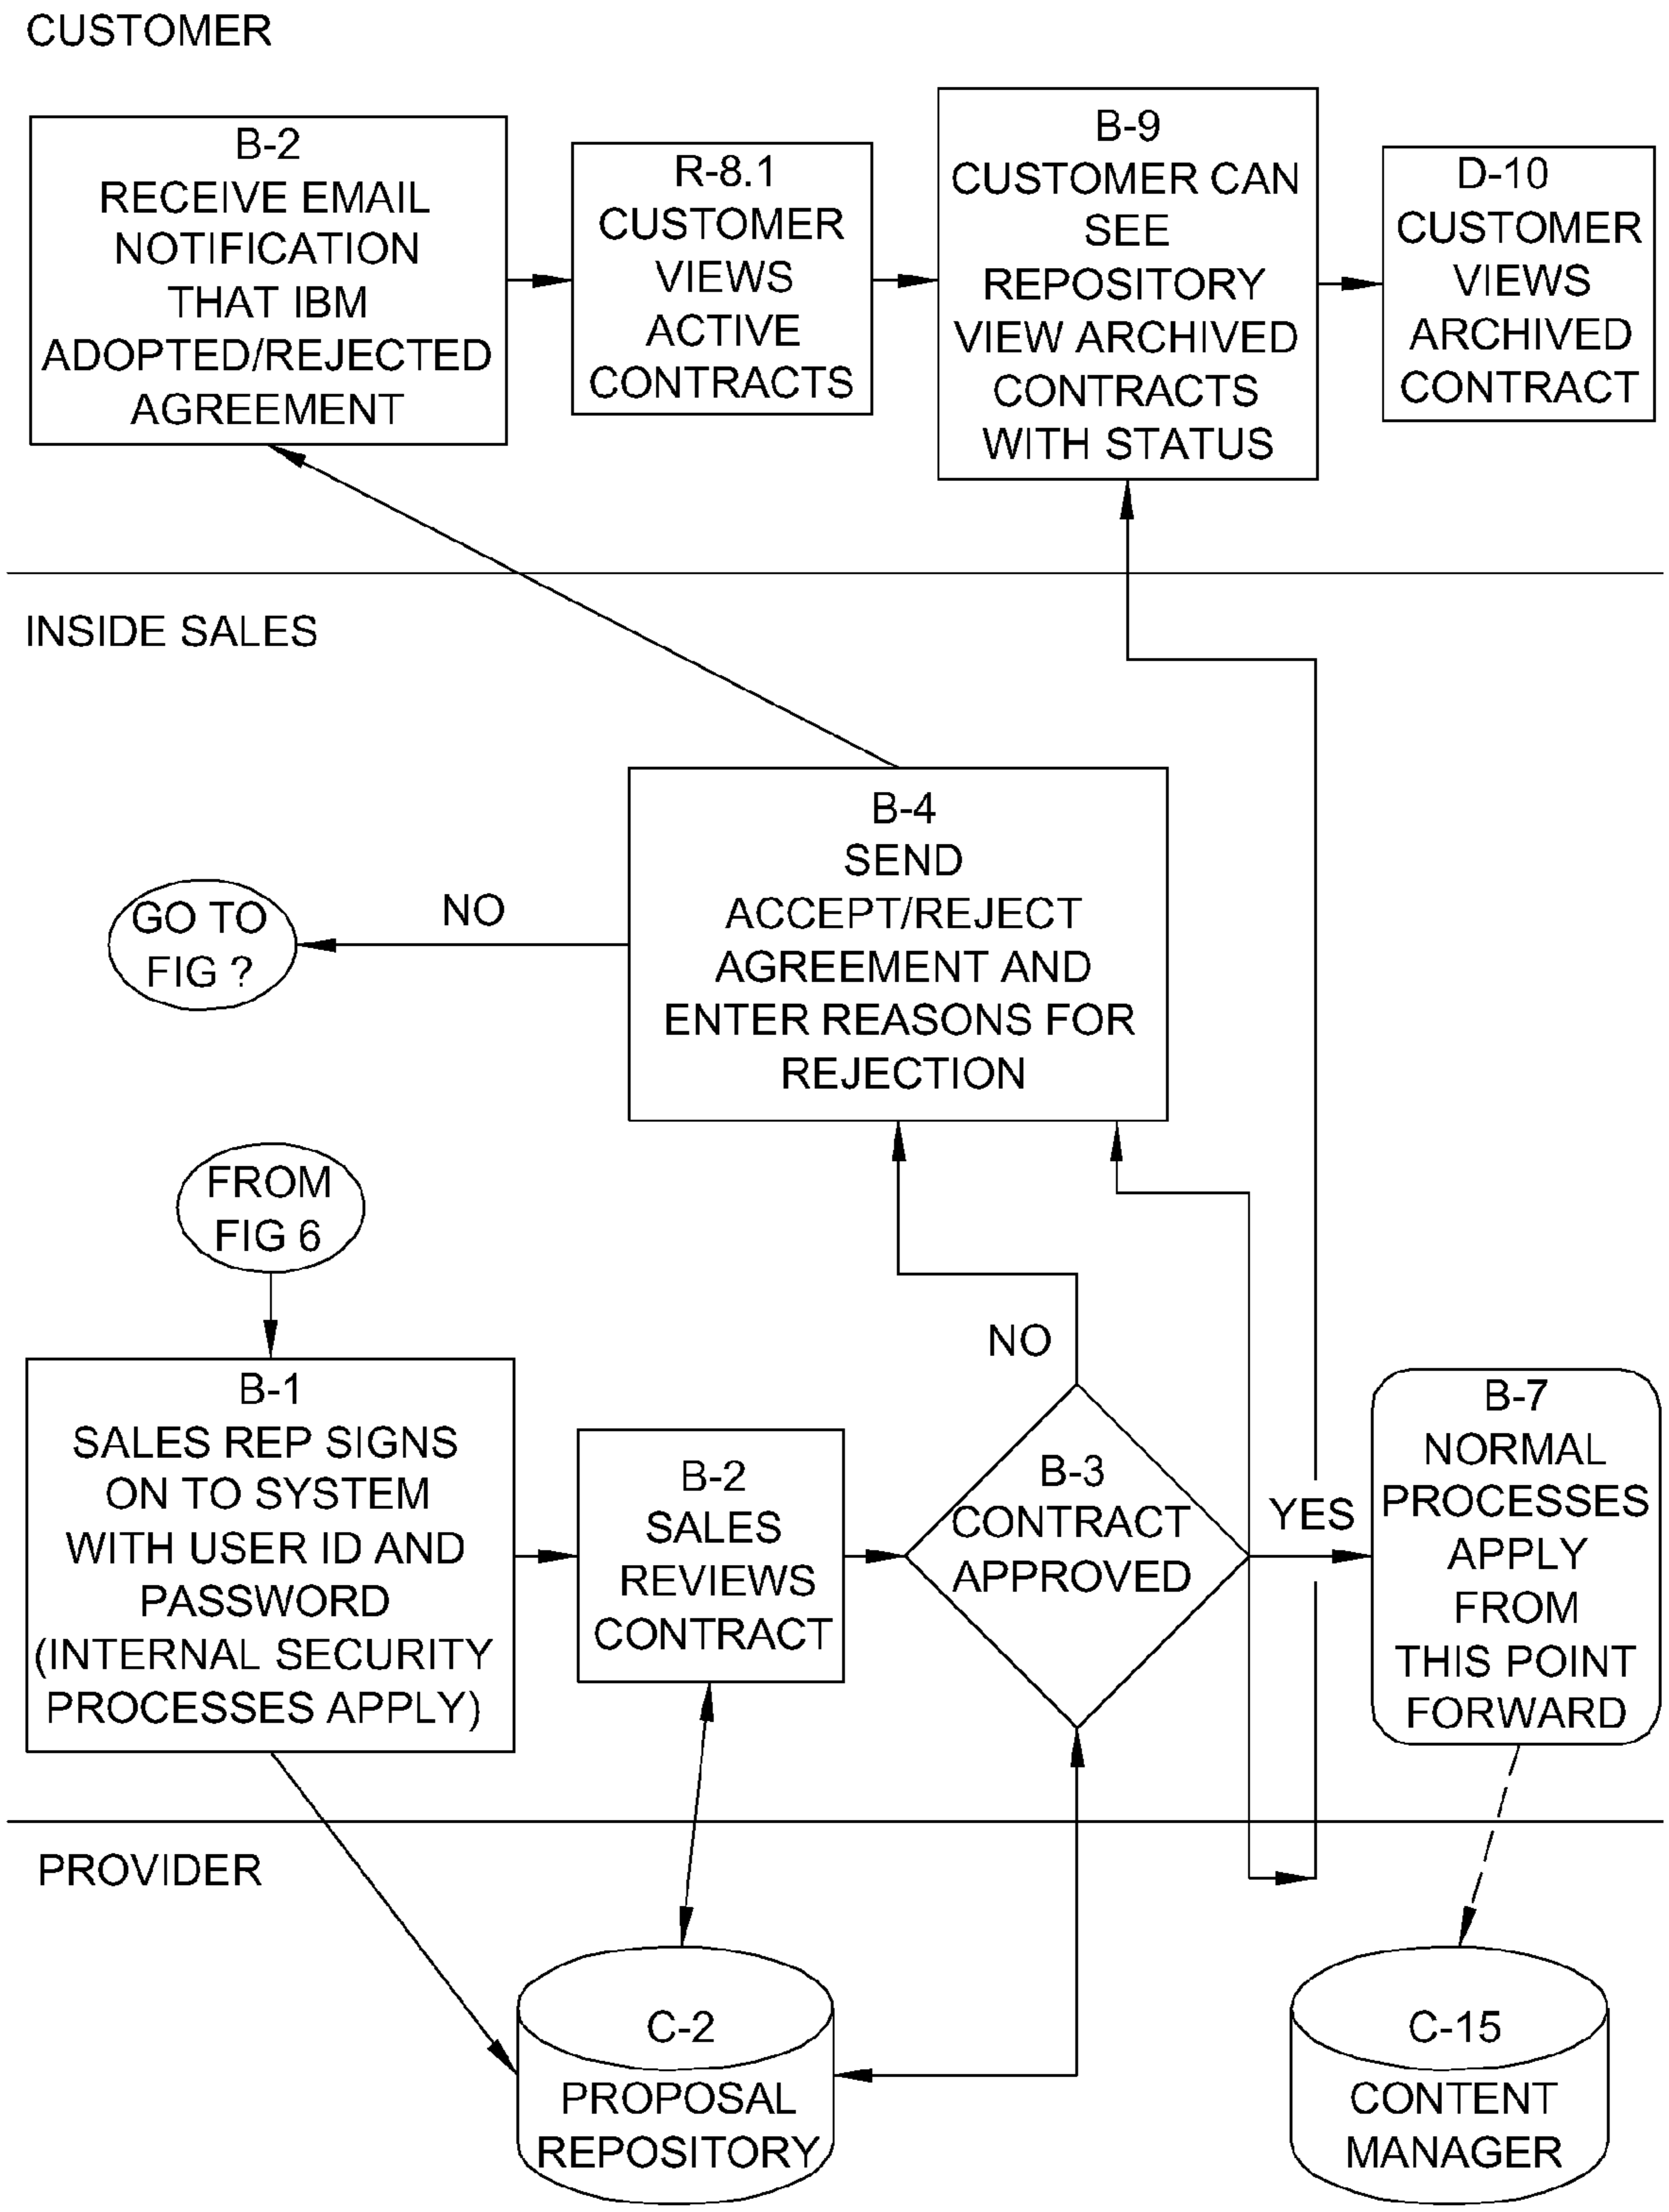 CUSTOMER
B-2
RECEIVE EMAIL
NOTIFICATION
THAT IBM
ADOPTED/REJECTED
AGREEMENT
R-8.1
CUSTOMER
VIEWS
ACTIVE
CONTRACTS
B-9
CUSTOMER CAN
SEE
REPOSITORY
VIEW ARCHIVED
CONTRACTS
WITH STATUS
D-10
CUSTOMER
VIEWS
ARCHIVED
CONTRACT
INSIDE SALES
B-4
SEND
ACCEPT/REJECT
AGREEMENT AND
ENTER REASONS FOR
REJECTION
NO
GO TO
FIG ?
FROM
FIG 6
B-1
SALES REP SIGNS
ON TO SYSTEM
WITH USER ID AND
PASSWORD
(INTERNAL SECURITY
PROCESSES APPLY)
B-2
SALES
REVIEWS
CONTRACT
NO
B-3
CONTRACT
APPROVED
YES
B-7
NORMAL
PROCESSES
APPLY
FROM
THIS POINT
FORWARD
PROVIDER
C-2
PROPOSAL
REPOSITORY
C-15
CONTENT
MANAGER